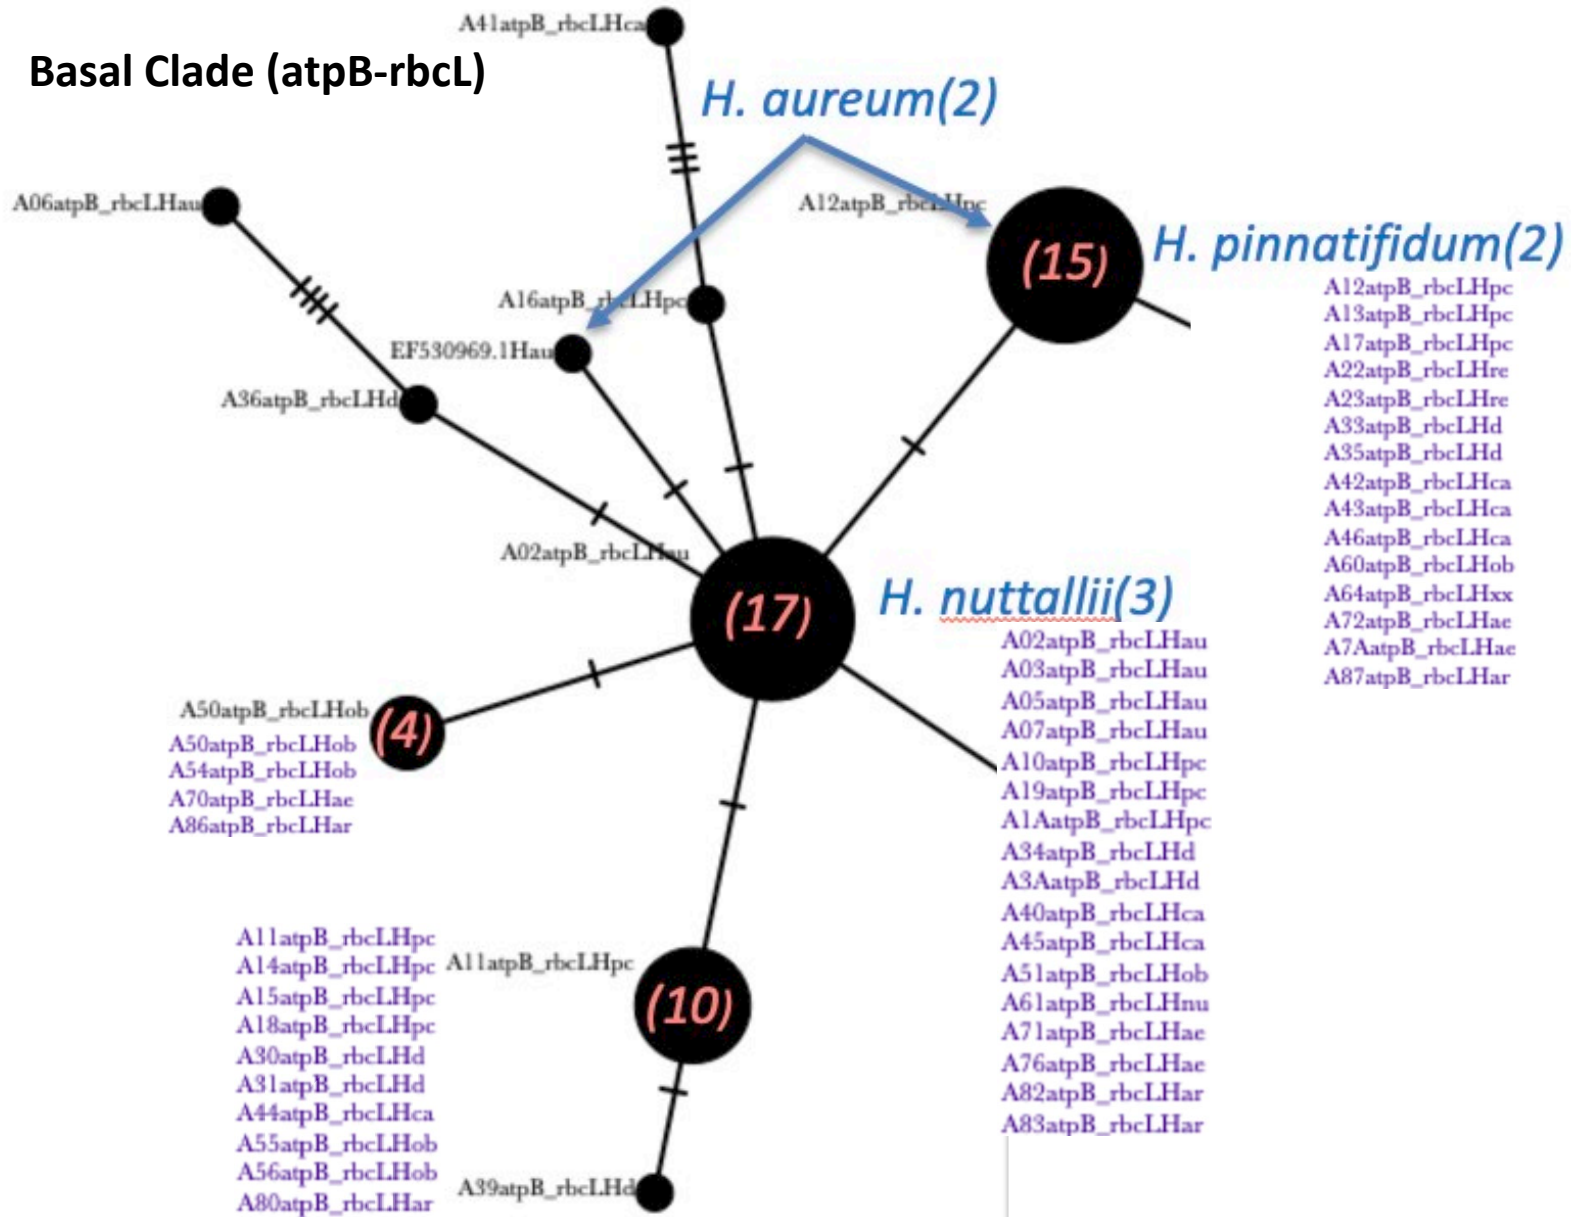 A41atpB_rbcLHca
Basal Clade (atpB-rbcL)
H. aureum(2)
A06atpB_rbcLHau
A12atpB_rbcLHpc
(15)
H. pinnatifidum(2)
A12atpB_rbcLHpc
A13atpB_rbcLHpc
A17atpB_rbcLHpc
A22atpB_rbcLHre
A23atpB_rbcLHre
A33atpB_rbcLHd
A35atpB_rbcLHd
A42atpB_rbcLHca
A43atpB_rbcLHca
A46atpB_rbcLHca
A60atpB_rbcLHob
A64atpB_rbcLHxx
A72atpB_rbcLHae
A7AatpB_rbcLHae
A87atpB_rbcLHar
A16atpB_rbcLHpc
EF530969.1Hau
A36atpB_rbcLHd
A02atpB_rbcLHau
(17)
H. nuttallii(3)
A02atpB_rbcLHau
A03atpB_rbcLHau
A05atpB_rbcLHau
A07atpB_rbcLHau
A10atpB_rbcLHpc
A19atpB_rbcLHpc
A1AatpB_rbcLHpc
A34atpB_rbcLHd
A3AatpB_rbcLHd
A40atpB_rbcLHca
A45atpB_rbcLHca
A51atpB_rbcLHob
A61atpB_rbcLHnu
A71atpB_rbcLHae
A76atpB_rbcLHae
A82atpB_rbcLHar
A83atpB_rbcLHar
A50atpB_rbcLHob
(4)
A50atpB_rbcLHob
A54atpB_rbcLHob
A70atpB_rbcLHae
A86atpB_rbcLHar
A11atpB_rbcLHpc
A14atpB_rbcLHpc
A15atpB_rbcLHpc
A18atpB_rbcLHpc
A30atpB_rbcLHd
A31atpB_rbcLHd
A44atpB_rbcLHca
A55atpB_rbcLHob
A56atpB_rbcLHob
A80atpB_rbcLHar
A11atpB_rbcLHpc
(10)
A39atpB_rbcLHd